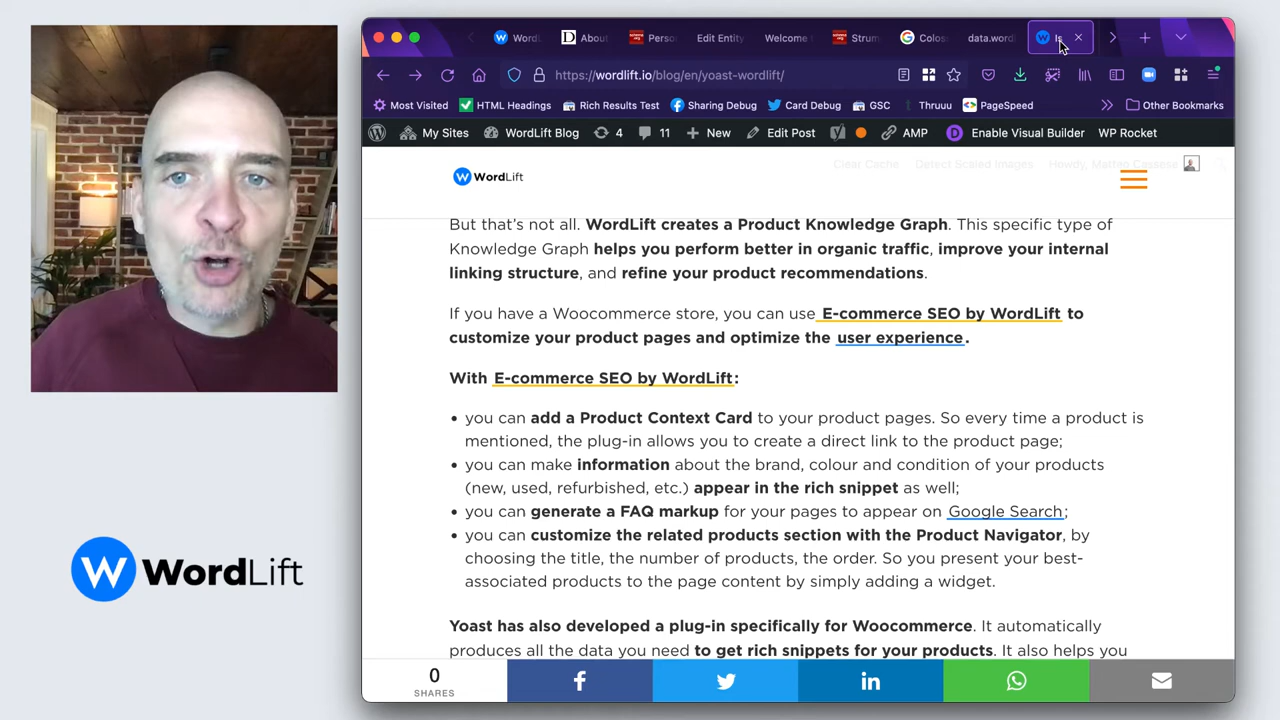 WordL
About
Perso
Edit Entity
Welcome
Strum
Colos
data.word
Is
https://wordlift.io/blog/en/yoast-wordlift/
Most Visited
HTML Headings
Rich Results Test
Sharing Debug
Card Debug
GSC
Thruuu
PageSpeed
Other Bookmarks
My Sites
WordLift Blog
4
11
New
Edit Post
AMP
Enable Visual Builder
WP Rocket
Clear Cache
Detect Scaled Images
Howdy, Matteo Cassese
WordLift
But that's not all. WordLift creates a Product Knowledge Graph. This specific type of
Knowledge Graph helps you perform better in organic traffic, improve your internal
linking structure, and refine your product recommendations.
If you have a Woocommerce store, you can use E-commerce SEO by WordLift to
customize your product pages and optimize the user experience.
With E-commerce SEO by WordLift:
• you can add a Product Context Card to your product pages. So every time a product is
mentioned, the plug-in allows you to create a direct link to the product page;
• you can make information about the brand, colour and condition of your products
(new, used, refurbished, etc.) appear in the rich snippet as well;
• you can generate a FAQ markup for your pages to appear on Google Search;
• you can customize the related products section with the Product Navigator, by
choosing the title, the number of products, the order. So you present your best-
associated products to the page content by simply adding a widget.
Yoast has also developed a plug-in specifically for Woocommerce. It automatically
produces all the data you need to get rich snippets for your products. It also helps you
0
SHARES
WordLift